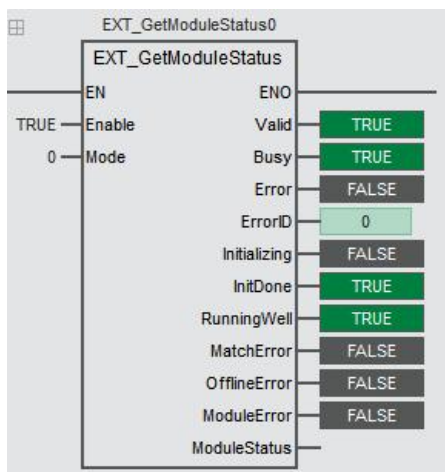 EXT_GetModuleStatus0
EXT_GetModuleStatus
EN ENO
TRUE Enable Valid TRUE
0 Mode Busy TRUE
Error FALSE
ErrorID 0
Initializing FALSE
InitDone TRUE
RunningWell TRUE
MatchError FALSE
OfflineError FALSE
ModuleError FALSE
ModuleStatus